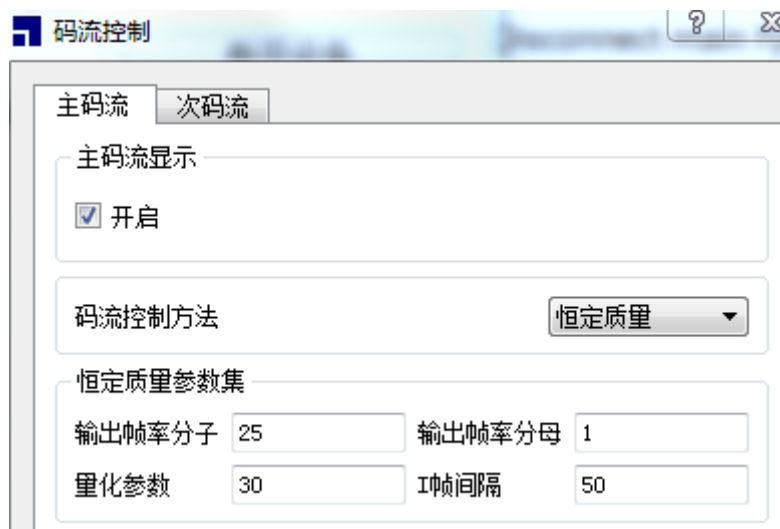 码流控制
主码流 次码流
主码流显示
开启
码流控制方法 恒定质量
恒定质量参数集
输出帧率分子 25 输出帧率分母 1
量化参数 30 I帧间隔 50